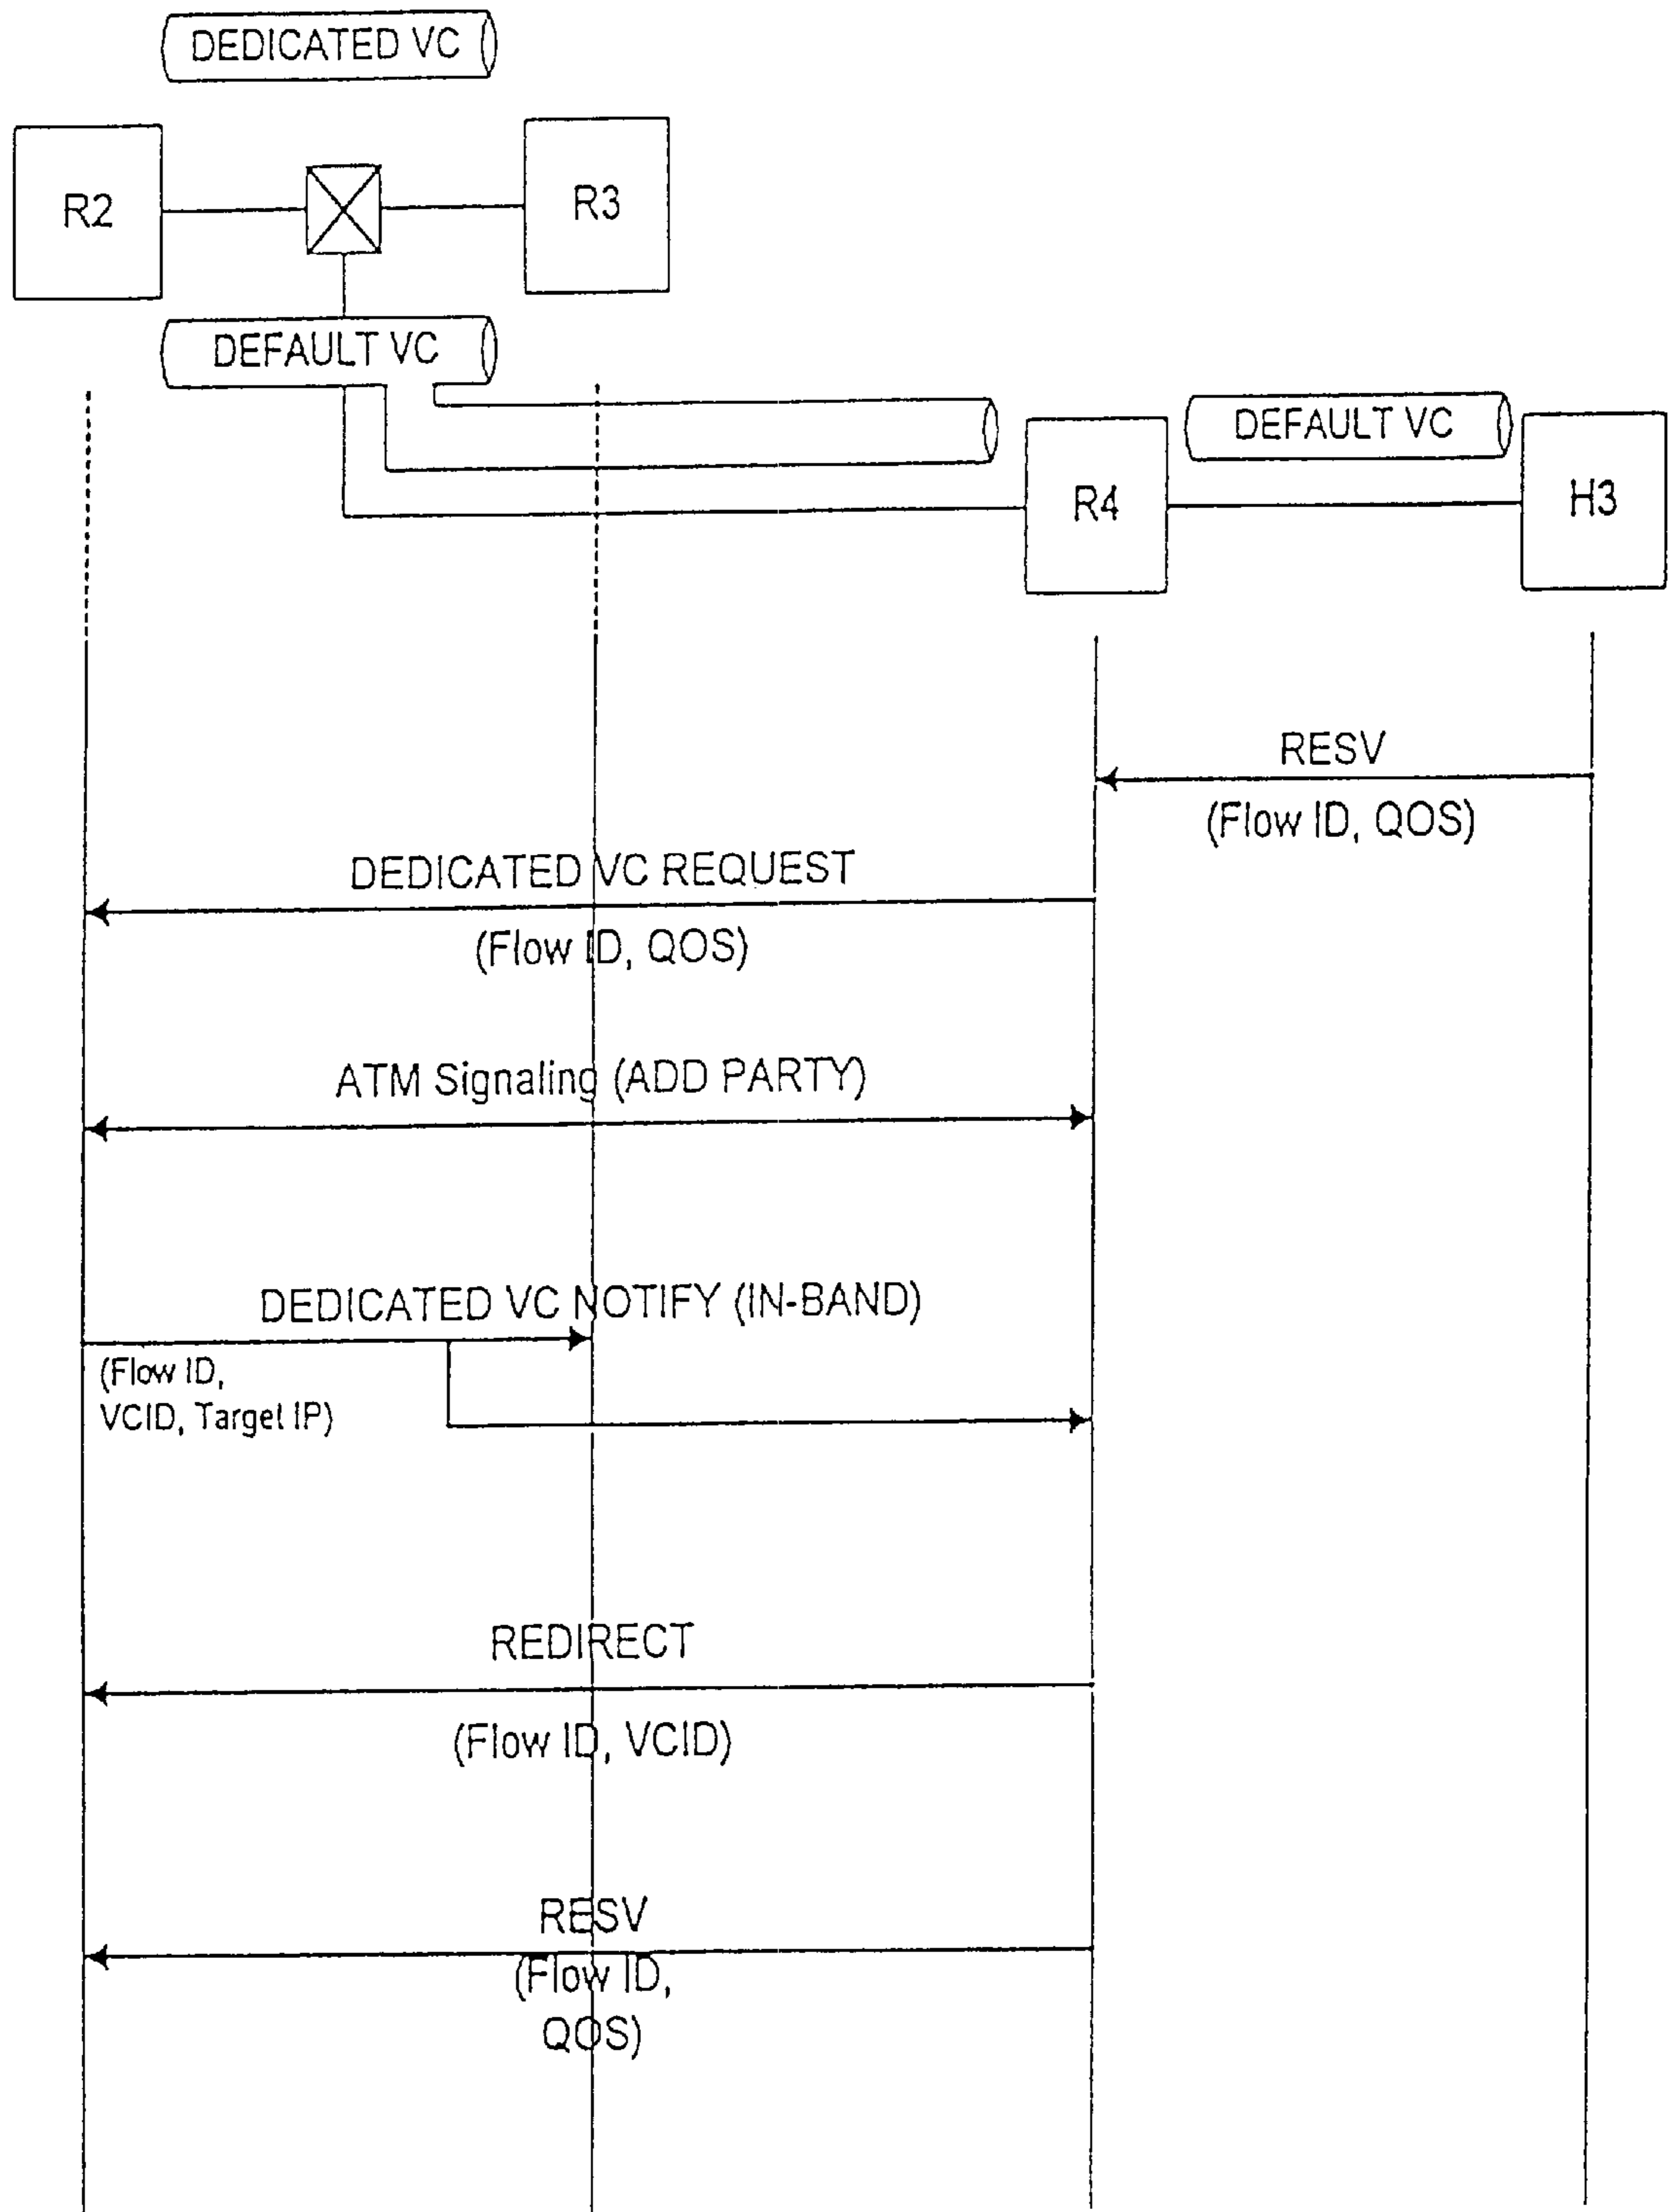 DEDICATED VC
R2
R3
DEFAULT VC
DEFAULT VC
R4
H3
RESV
(Flow ID, QOS)
DEDICATED VC REQUEST
(Flow ID, QOS)
ATM Signaling (ADD PARTY)
DEDICATED VC NOTIFY (IN-BAND)
(Flow ID,
VCID, Target IP)
REDIRECT
(Flow ID, VCID)
RESV
(Flow ID,
QOS)